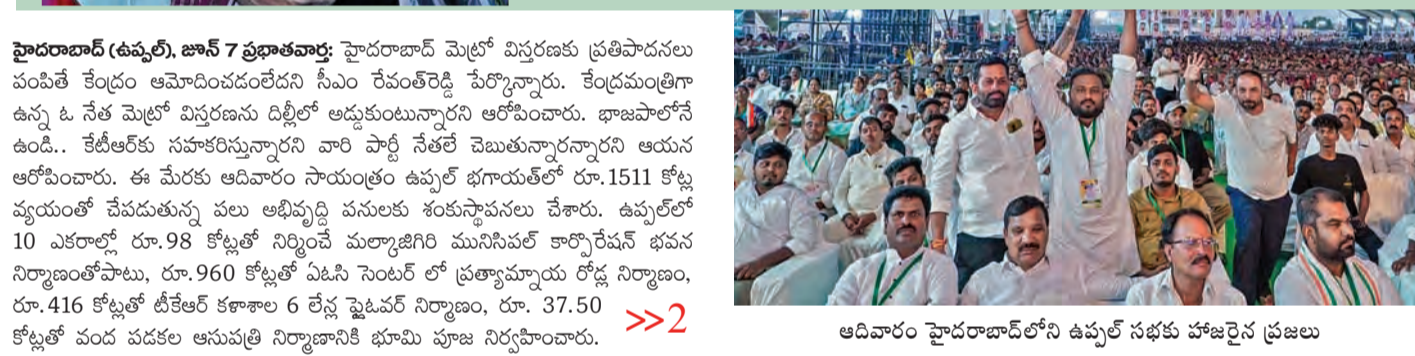 హైదరాబాద్ (ఉప్పల్), జూన్ 7 ప్రభాతవార్త: హైదరాబాద్ మెట్రో విస్తరణకు ప్రతిపాదనలు
పంపితే కేంద్రం ఆమోదించడంలేదని సీఎం రేవంత్‌రెడ్డి పేర్కొన్నారు. కేంద్రమంత్రిగా
ఉన్న ఓ నేత మెట్రో విస్తరణను దిల్లీలో అడ్డుకుంటున్నారని ఆరోపించారు. భాజపాలోనే
ఉండి.. కేటీఆర్‌కు సహకరిస్తున్నారని వారి పార్టీ నేతలే చెబుతున్నారన్నారని ఆయన
ఆరోపించారు. ఈ మేరకు ఆదివారం సాయంత్రం ఉప్పల్ భగాయత్‌లో రూ.1511 కోట్ల
వ్యయంతో చేపడుతున్న పలు అభివృద్ధి పనులకు శంకుస్థాపనలు చేశారు. ఉప్పల్‌లో
10 ఎకరాల్లో రూ.98 కోట్లతో నిర్మించే మల్కాజిగిరి మునిసిపల్ కార్పొరేషన్ భవన
నిర్మాణంతోపాటు, రూ.960 కోట్లతో ఏఓసి సెంటర్ లో ప్రత్యామ్నాయ రోడ్ల నిర్మాణం,
రూ.416 కోట్లతో టీకేఆర్ కళాశాల 6 లేన్ల ఫ్లైఓవర్ నిర్మాణం, రూ. 37.50
కోట్లతో వంద పడకల ఆసుపత్రి నిర్మాణానికి భూమి పూజ నిర్వహించారు.
>>2
ఆదివారం హైదరాబాద్‌లోని ఉప్పల్ సభకు హాజరైన ప్రజలు